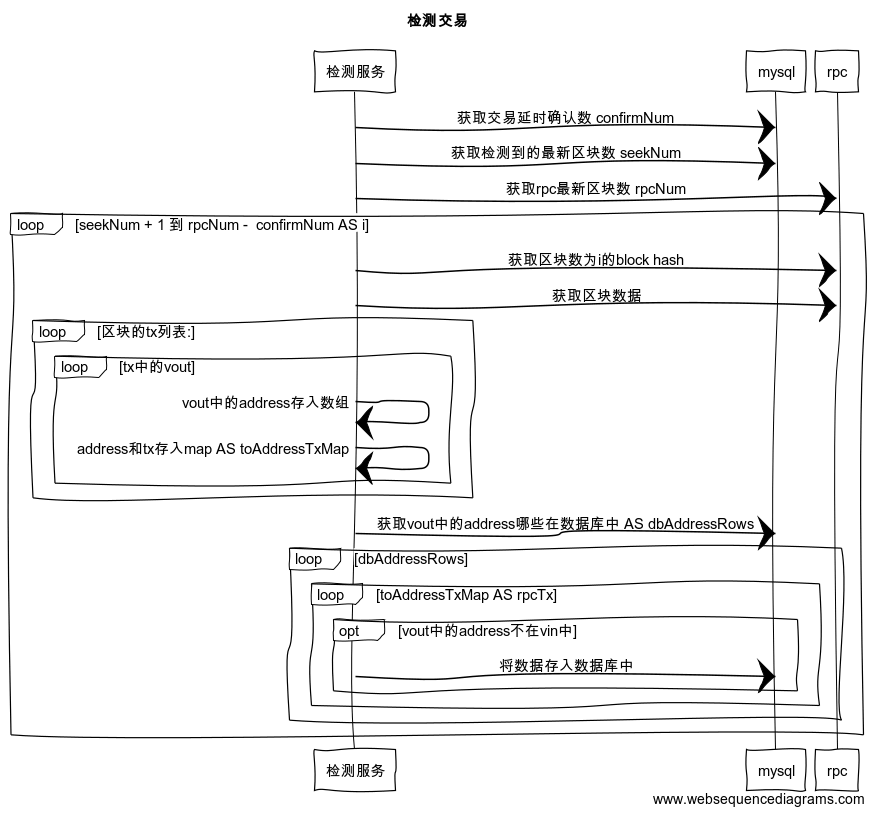 检测交易
检测服务 mysql rpc
获取交易延时确认数 confirmNum
获取检测到的最新区块数 seekNum
获取rpc最新区块数 rpcNum
loop [seekNum + 1 到 rpcNum - confirmNum AS i]
获取区块数为i的block hash
获取区块数据
loop [区块的tx列表:]
loop [tx中的vout]
vout中的address存入数组
address和tx存入map AS toAddressTxMap
获取vout中的address哪些在数据库中 AS dbAddressRows
loop [dbAddressRows]
loop [toAddressTxMap AS rpcTx]
opt [vout中的address不在vin中]
将数据存入数据库中
检测服务 mysql rpc
www.websequencediagrams.com